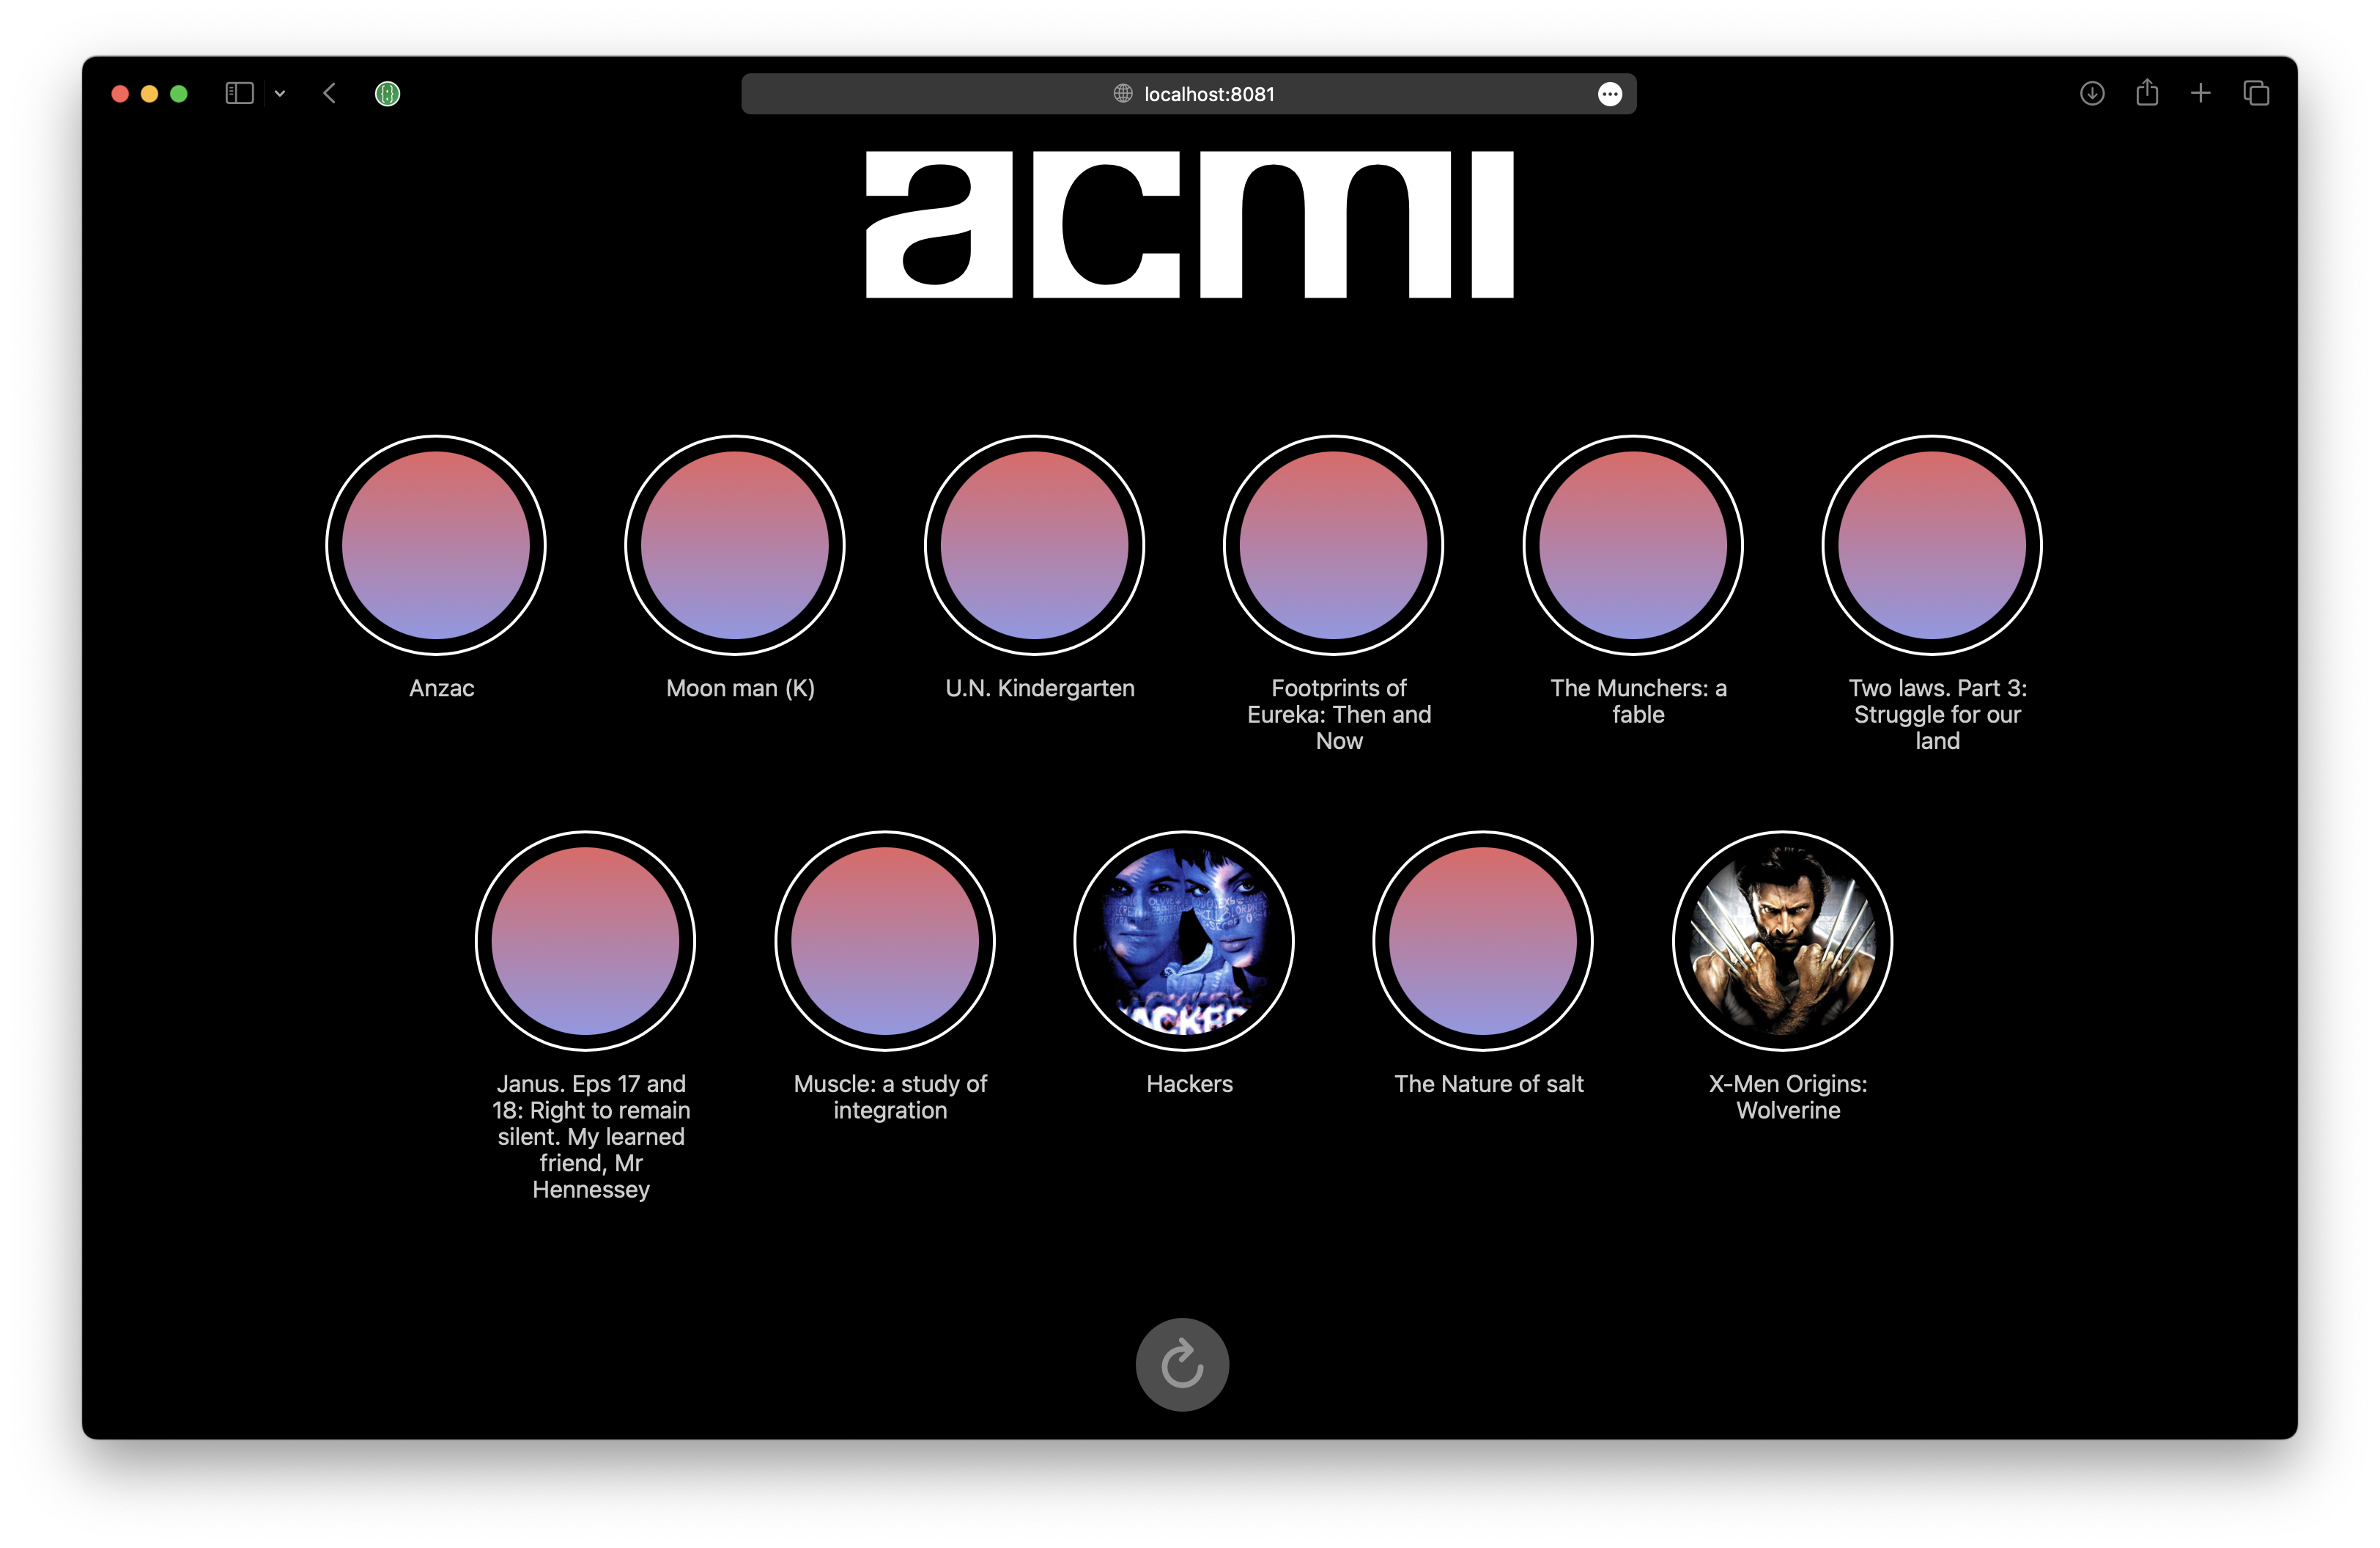 localhost:8081
acmi
Anzac
Moon man (K)
U.N. Kindergarten
Footprints of
Eureka: Then and
Now
The Munchers: a
fable
Two laws. Part 3:
Struggle for our
land
Janus. Eps 17 and
18: Right to remain
silent. My learned
friend, Mr
Hennessey
Muscle: a study of
integration
Hackers
The Nature of salt
X-Men Origins:
Wolverine